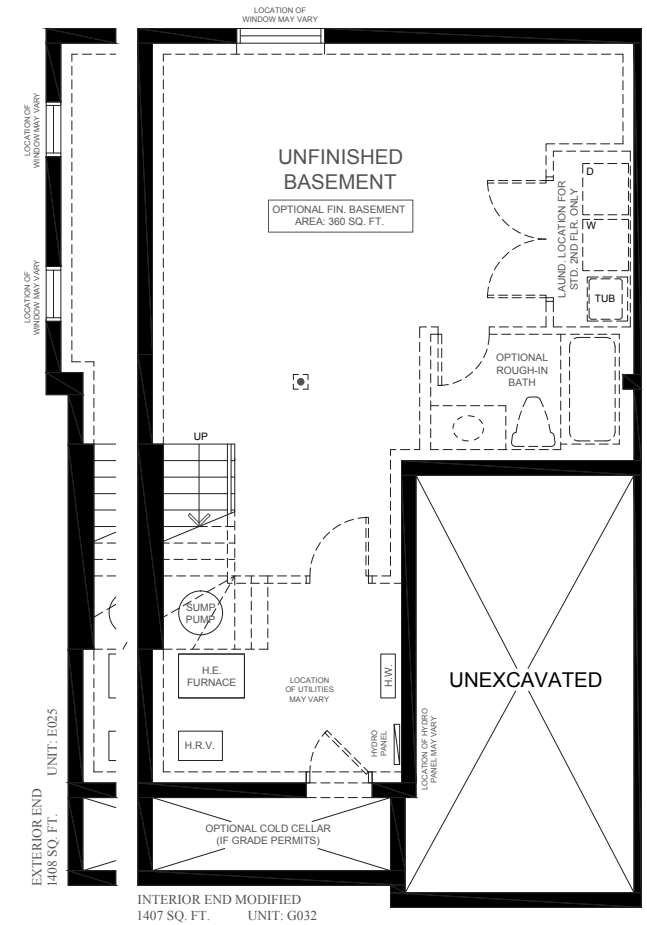 LOCATION OF
WINDOW MAY VARY
LOCATION OF
WINDOW MAY VARY
LOCATION OF
WINDOW MAY VARY
UNFINISHED
BASEMENT
OPTIONAL FIN. BASEMENT
AREA: 360 SQ. FT.
LAUND. LOCATION FOR
STD. 2ND FLR. ONLY
D
W
TUB
OPTIONAL
ROUGH-IN
BATH
UP
SUMP
PUMP
H.E.
FURNACE
LOCATION
OF UTILITIES
MAY VARY
H.W.
H.R.V.
HYDRO
PANEL
LOCATION OF HYDRO
PANEL MAY VARY
UNEXCAVATED
OPTIONAL COLD CELLAR
(IF GRADE PERMITS)
EXTERIOR END
1408 SQ. FT. UNIT: E025
INTERIOR END MODIFIED
1407 SQ. FT. UNIT: G032